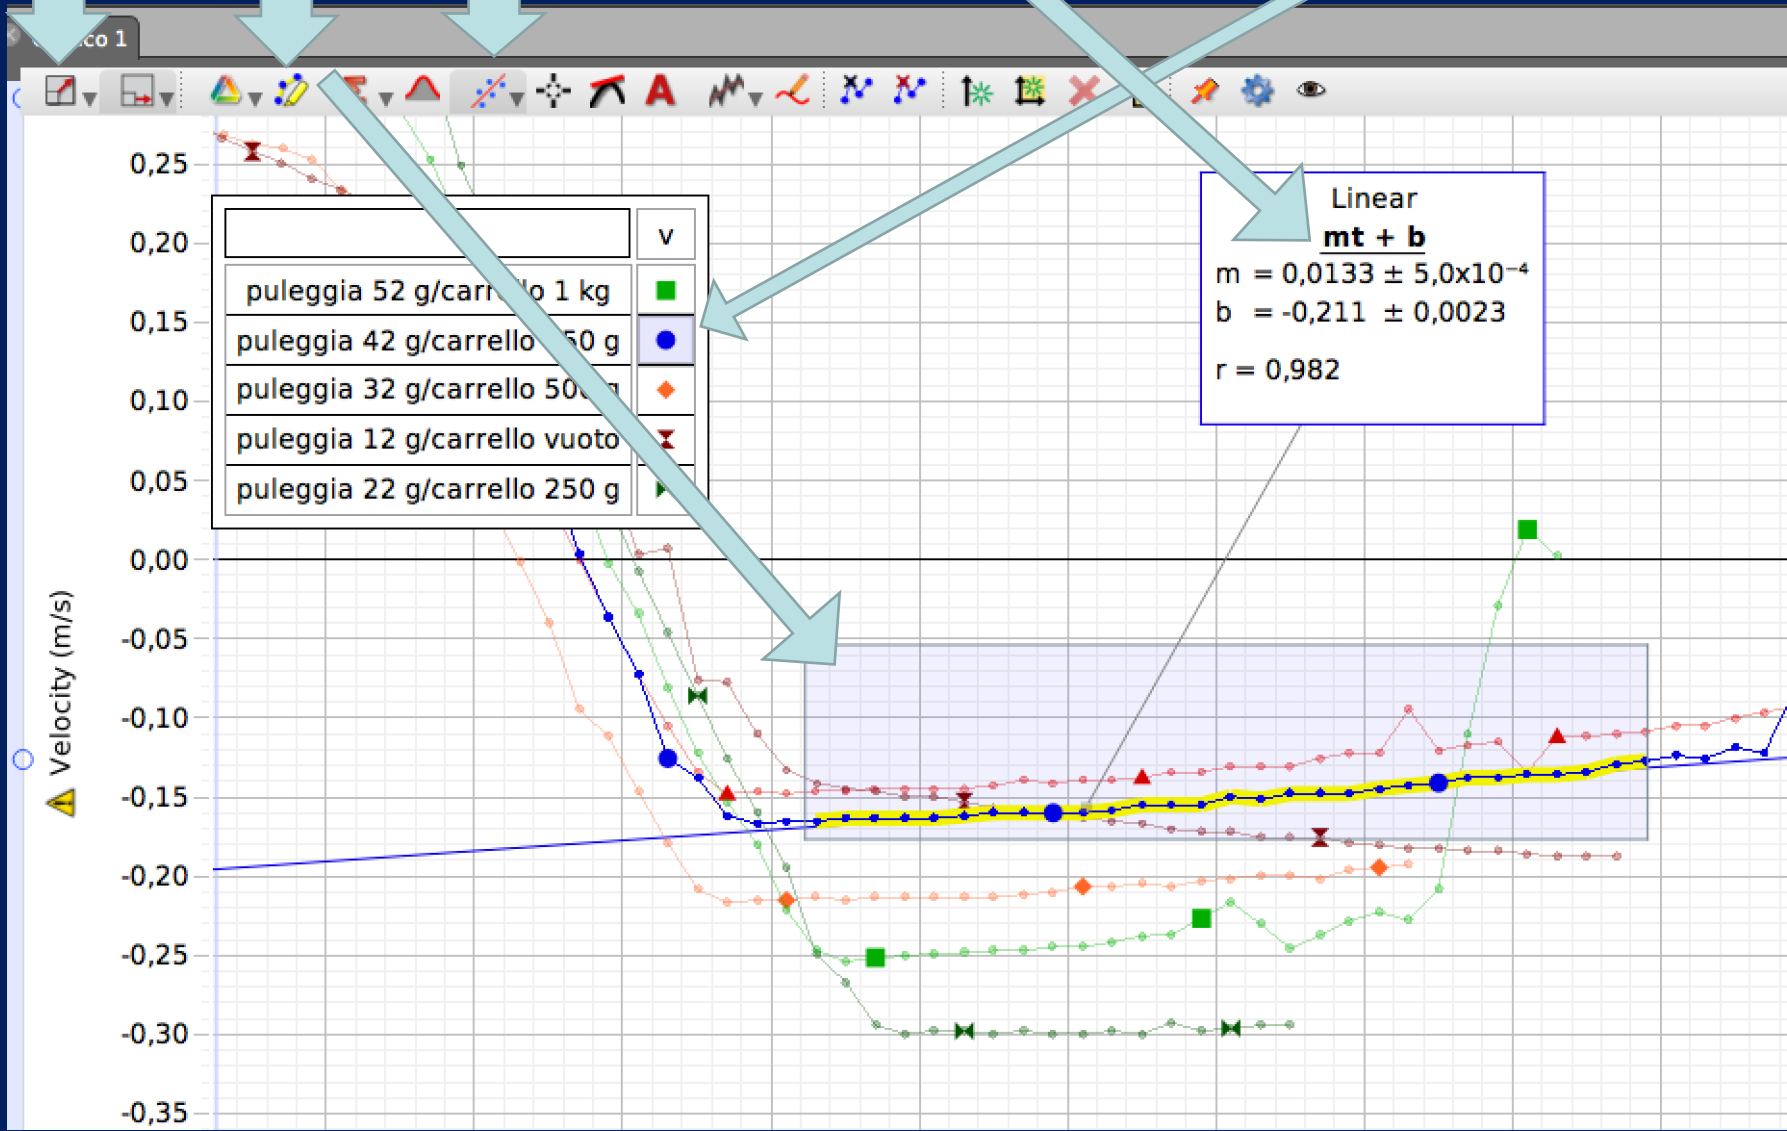 co 1
A
v
puleggia 52 g/carrello 1 kg
puleggia 42 g/carrello 50 g
puleggia 32 g/carrello 500 g
puleggia 12 g/carrello vuoto
puleggia 22 g/carrello 250 g
Linear
mt + b
m = 0,0133 ± 5,0x10⁻⁴
b = -0,211 ± 0,0023
r = 0,982
Velocity (m/s)
0,25
0,20
0,15
0,10
0,05
0,00
-0,05
-0,10
-0,15
-0,20
-0,25
-0,30
-0,35